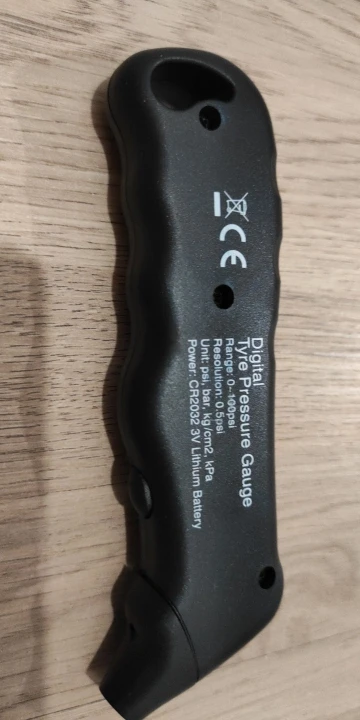 CE
Digital
Tyre Pressure Gauge
Range: 0~100psi
Resolution: 0.5psi
Unit: psi, bar, kg/cm2, kPa
Power: CR2032 3V Lithium Battery